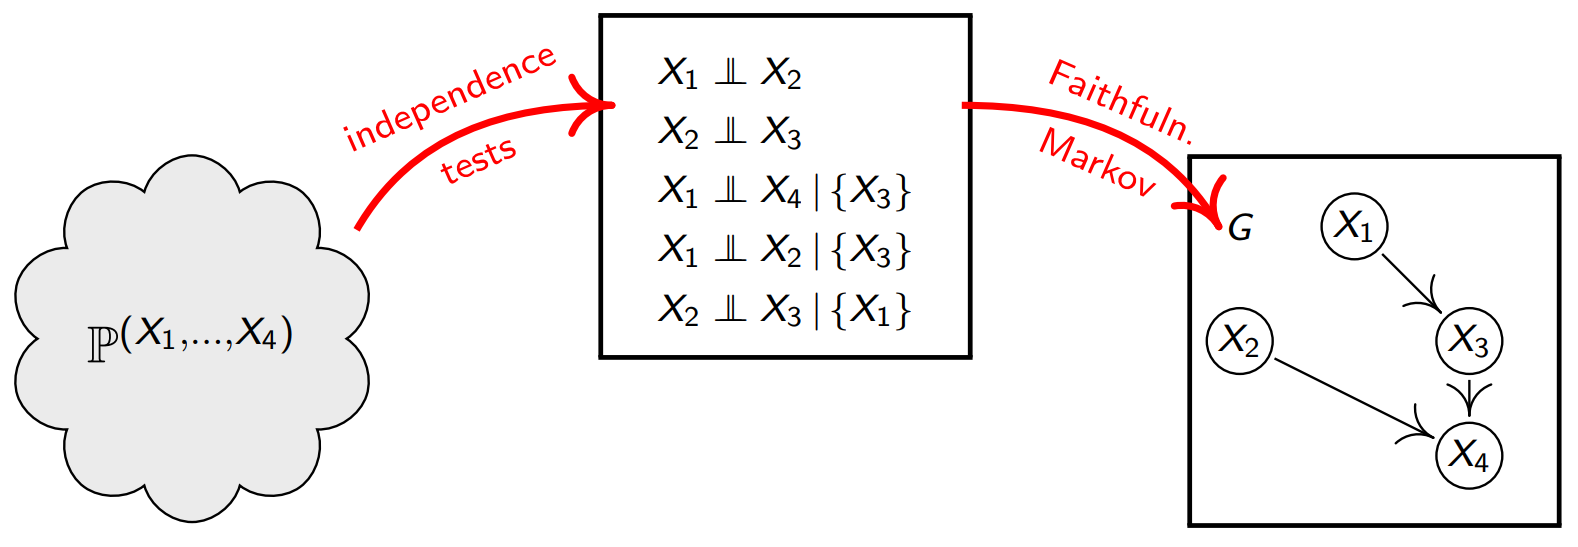 independence
tests
ℙ(X₁,...,X₄)
X₁ ⫫ X₂
X₂ ⫫ X₃
X₁ ⫫ X₄ | {X₃}
X₁ ⫫ X₂ | {X₃}
X₂ ⫫ X₃ | {X₁}
Faithfuln.
Markov
G
X₁
X₂
X₃
X₄